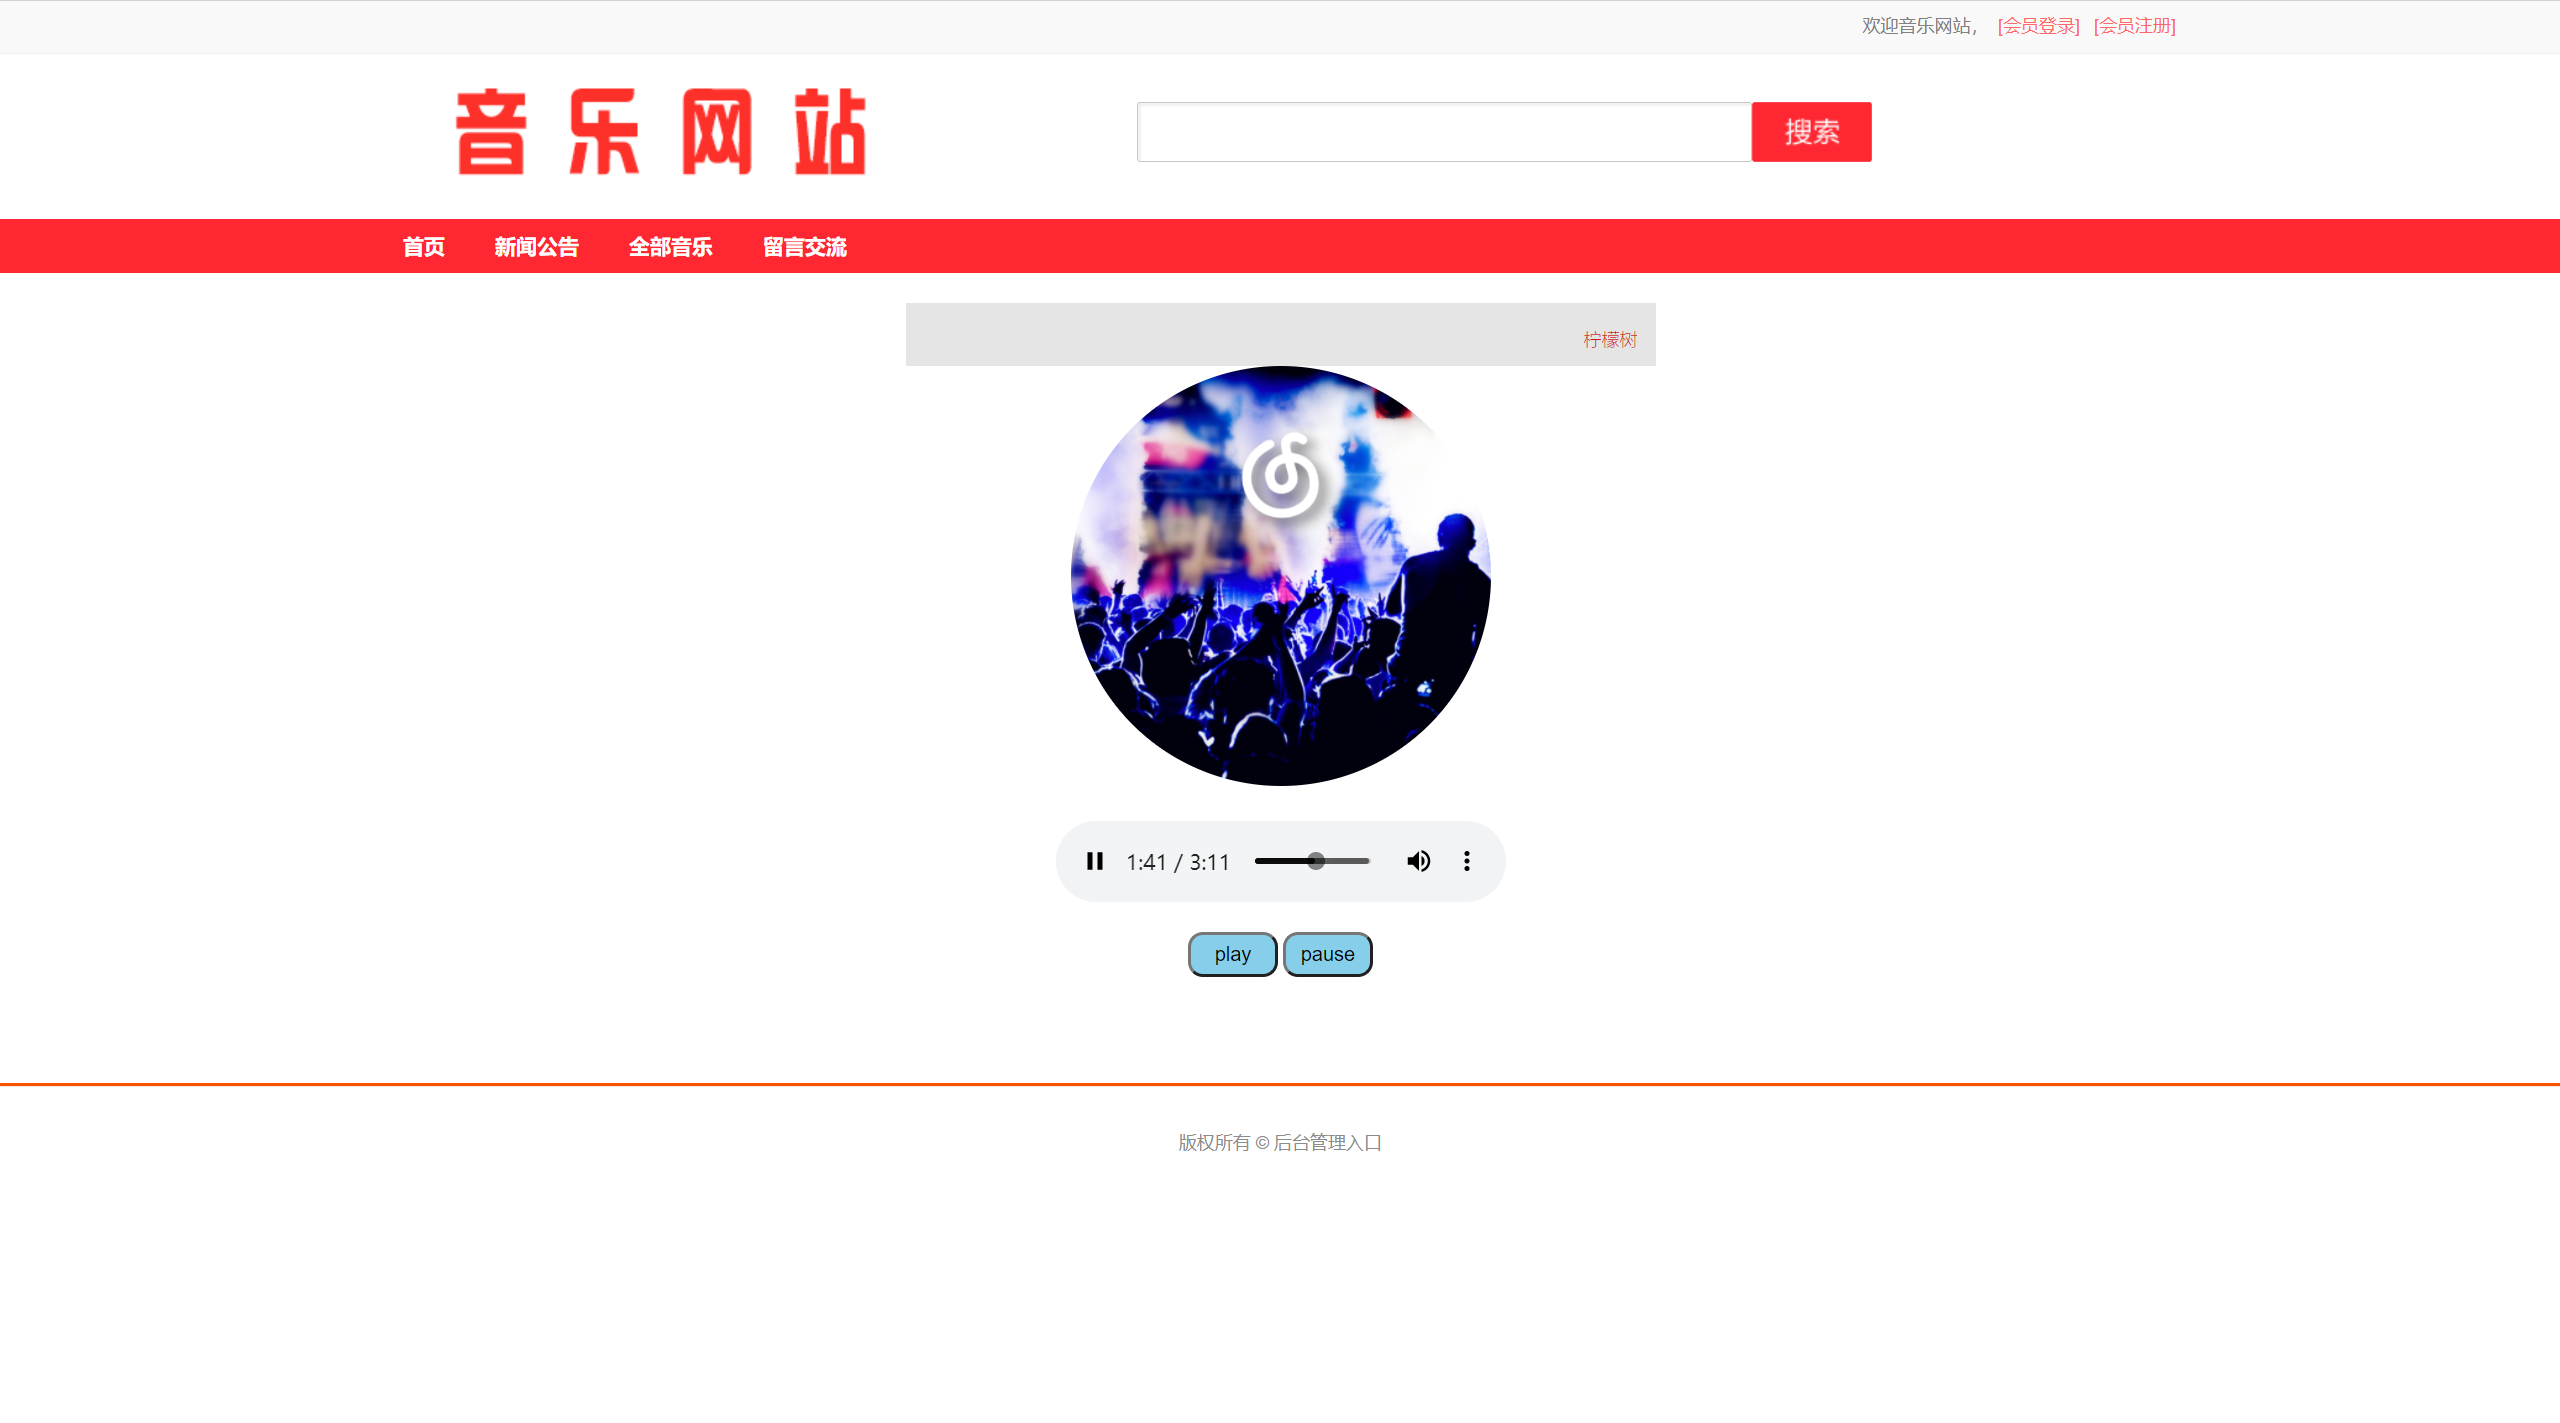 欢迎音乐网站， [会员登录] [会员注册]
音乐网站
搜索
首页 新闻公告 全部音乐 留言交流
柠檬树
1:41 / 3:11
play pause
版权所有 © 后台管理入口